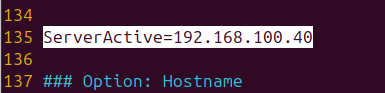 134
135 ServerActive=192.168.100.40
136
137 ### Option: Hostname